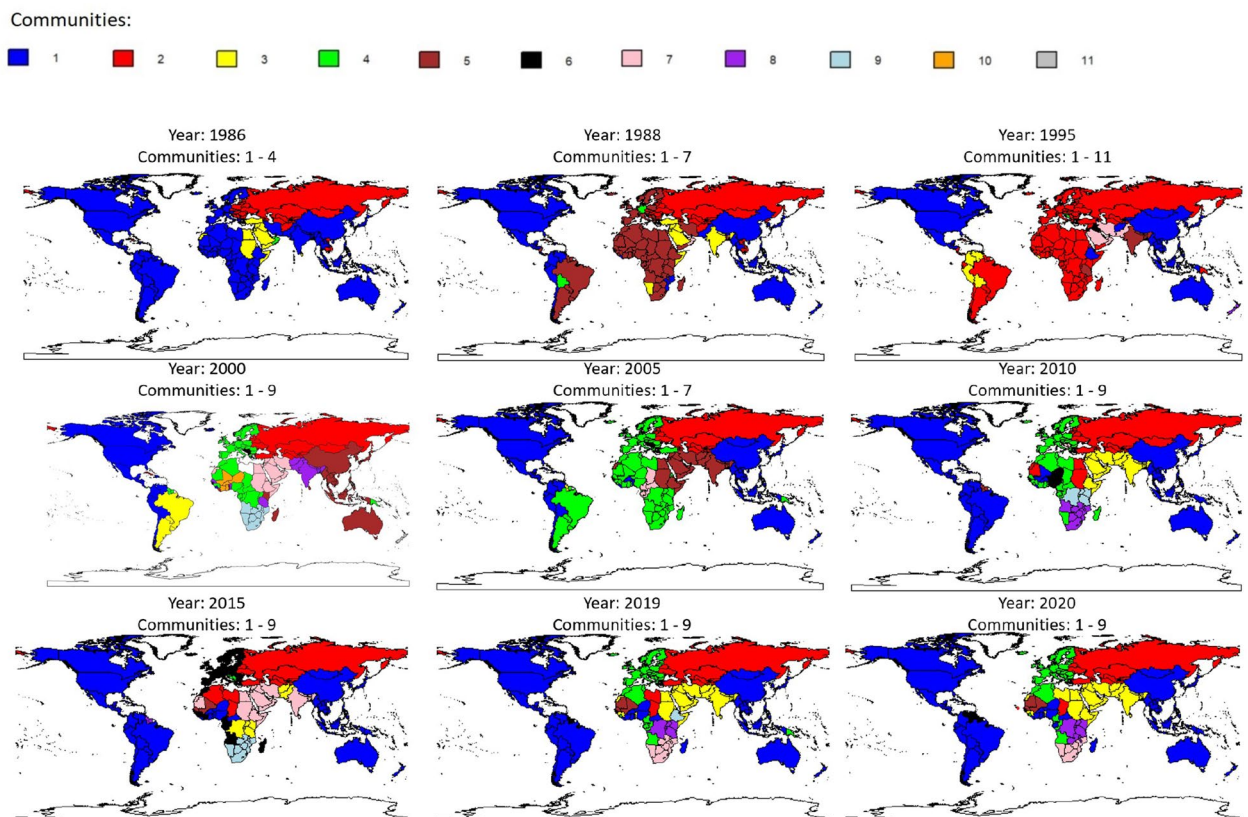 Communities:
1 2 3 4 5 6 7 8 9 10 11
Year: 1986 Year: 1988 Year: 1995
Communities: 1 - 4 Communities: 1 - 7 Communities: 1 - 11
Year: 2000 Year: 2005 Year: 2010
Communities: 1 - 9 Communities: 1 - 7 Communities: 1 - 9
Year: 2015 Year: 2019 Year: 2020
Communities: 1 - 9 Communities: 1 - 9 Communities: 1 - 9